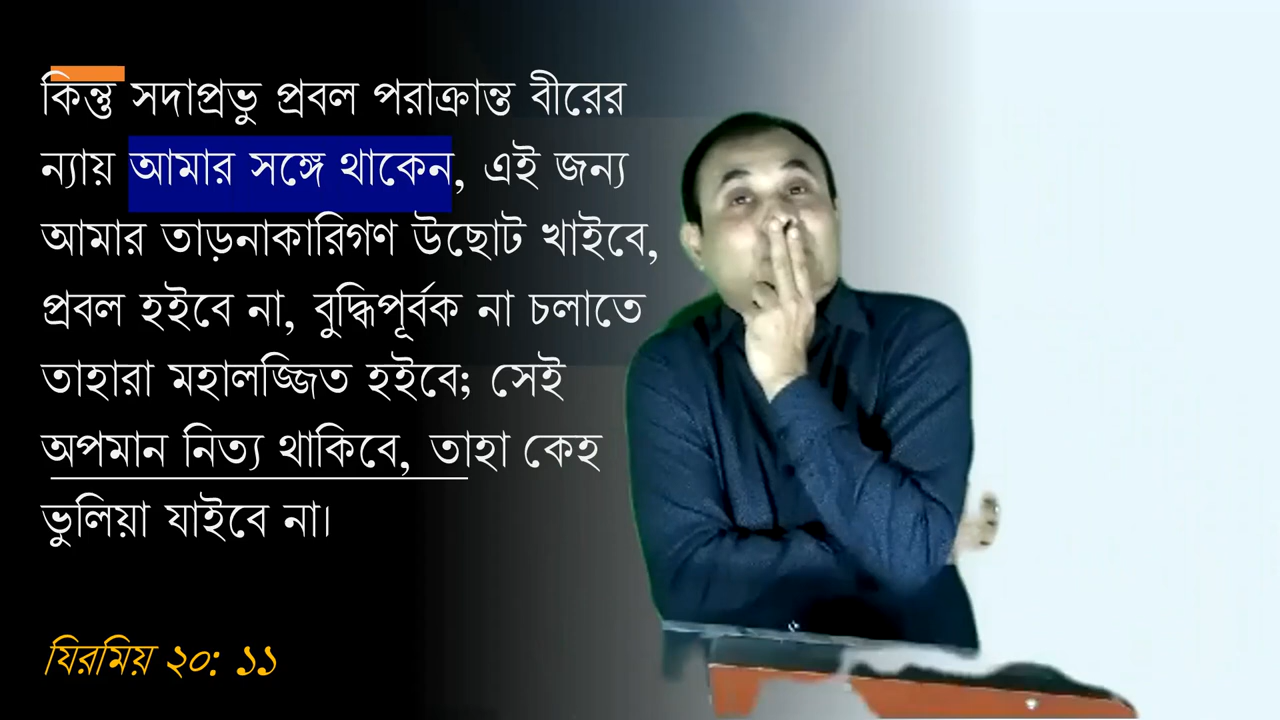 কিন্তু সদাপ্রভু প্রবল পরাক্রান্ত বীরের
ন্যায় আমার সঙ্গে থাকেন, এই জন্য
আমার তাড়নাকারিগণ উছোট খাইবে,
প্রবল হইবে না, বুদ্ধিপূর্বক না চলাতে
তাহারা মহালজ্জিত হইবে; সেই
অপমান নিত্য থাকিবে, তাহা কেহ
ভুলিয়া যাইবে না।
যিরমিয় ২০: ১১